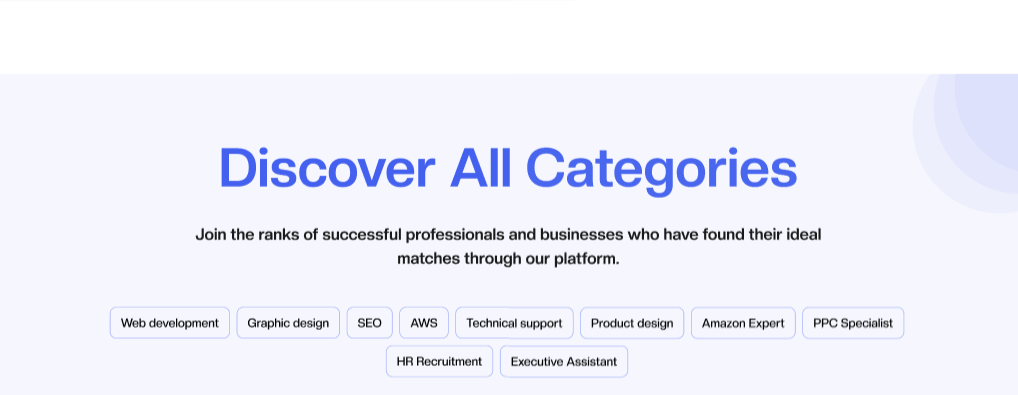 Discover All Categories
Join the ranks of successful professionals and businesses who have found their ideal
matches through our platform.
Web development Graphic design SEO AWS Technical support Product design Amazon Expert PPC Specialist
HR Recruitment Executive Assistant